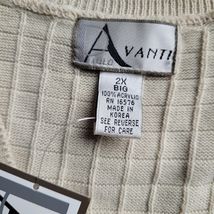 AVANTI
2X
BIG
100% ACRYLIC
RN 16576
MADE IN
KOREA
SEE REVERSE
FOR CARE